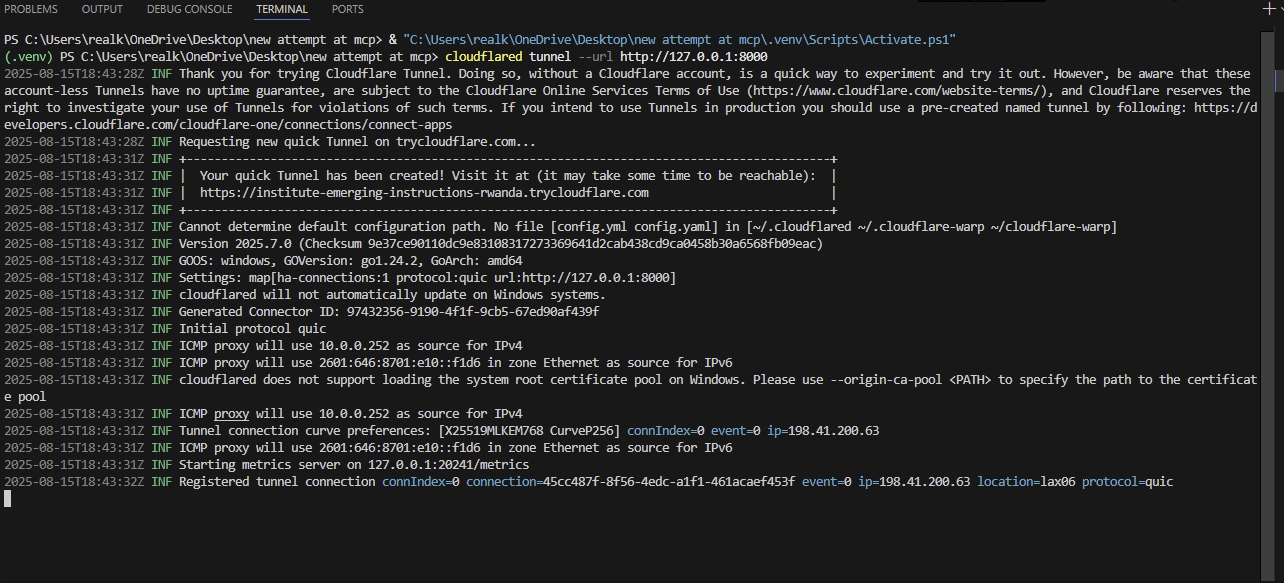 PROBLEMS OUTPUT DEBUG CONSOLE TERMINAL PORTS
PS C:\Users\realk\OneDrive\Desktop\new attempt at mcp> & "C:\Users\realk\OneDrive\Desktop\new attempt at mcp\.venv\Scripts\Activate.ps1"
(.venv) PS C:\Users\realk\OneDrive\Desktop\new attempt at mcp> cloudflared tunnel --url http://127.0.0.1:8000
2025-08-15T18:43:28Z INF Thank you for trying Cloudflare Tunnel. Doing so, without a Cloudflare account, is a quick way to experiment and try it out. However, be aware that these
account-less Tunnels have no uptime guarantee, are subject to the Cloudflare Online Services Terms of Use (https://www.cloudflare.com/website-terms/), and Cloudflare reserves the
right to investigate your use of Tunnels for violations of such terms. If you intend to use Tunnels in production you should use a pre-created named tunnel by following: https://d
evelopers.cloudflare.com/cloudflare-one/connections/connect-apps
2025-08-15T18:43:28Z INF Requesting new quick Tunnel on trycloudflare.com...
2025-08-15T18:43:31Z INF +--------------------------------------------------------------------------------------------+
2025-08-15T18:43:31Z INF |  Your quick Tunnel has been created! Visit it at (it may take some time to be reachable):  |
2025-08-15T18:43:31Z INF |  https://institute-emerging-instructions-rwanda.trycloudflare.com                          |
2025-08-15T18:43:31Z INF +--------------------------------------------------------------------------------------------+
2025-08-15T18:43:31Z INF Cannot determine default configuration path. No file [config.yml config.yaml] in [~/.cloudflared ~/.cloudflare-warp ~/cloudflare-warp]
2025-08-15T18:43:31Z INF Version 2025.7.0 (Checksum 9e37ce90110dc9e83108317273369641d2cab438cd9ca0458b30a6568fb09eac)
2025-08-15T18:43:31Z INF GOOS: windows, GOVersion: go1.24.2, GoArch: amd64
2025-08-15T18:43:31Z INF Settings: map[ha-connections:1 protocol:quic url:http://127.0.0.1:8000]
2025-08-15T18:43:31Z INF cloudflared will not automatically update on Windows systems.
2025-08-15T18:43:31Z INF Generated Connector ID: 97432356-9190-4f1f-9cb5-67ed90af439f
2025-08-15T18:43:31Z INF Initial protocol quic
2025-08-15T18:43:31Z INF ICMP proxy will use 10.0.0.252 as source for IPv4
2025-08-15T18:43:31Z INF ICMP proxy will use 2601:646:8701:e10::f1d6 in zone Ethernet as source for IPv6
2025-08-15T18:43:31Z INF cloudflared does not support loading the system root certificate pool on Windows. Please use --origin-ca-pool <PATH> to specify the path to the certificat
e pool
2025-08-15T18:43:31Z INF ICMP proxy will use 10.0.0.252 as source for IPv4
2025-08-15T18:43:31Z INF Tunnel connection curve preferences: [X25519MLKEM768 CurveP256] connIndex=0 event=0 ip=198.41.200.63
2025-08-15T18:43:31Z INF ICMP proxy will use 2601:646:8701:e10::f1d6 in zone Ethernet as source for IPv6
2025-08-15T18:43:31Z INF Starting metrics server on 127.0.0.1:20241/metrics
2025-08-15T18:43:32Z INF Registered tunnel connection connIndex=0 connection=45cc487f-8f56-4edc-a1f1-461acaef453f event=0 ip=198.41.200.63 location=lax06 protocol=quic